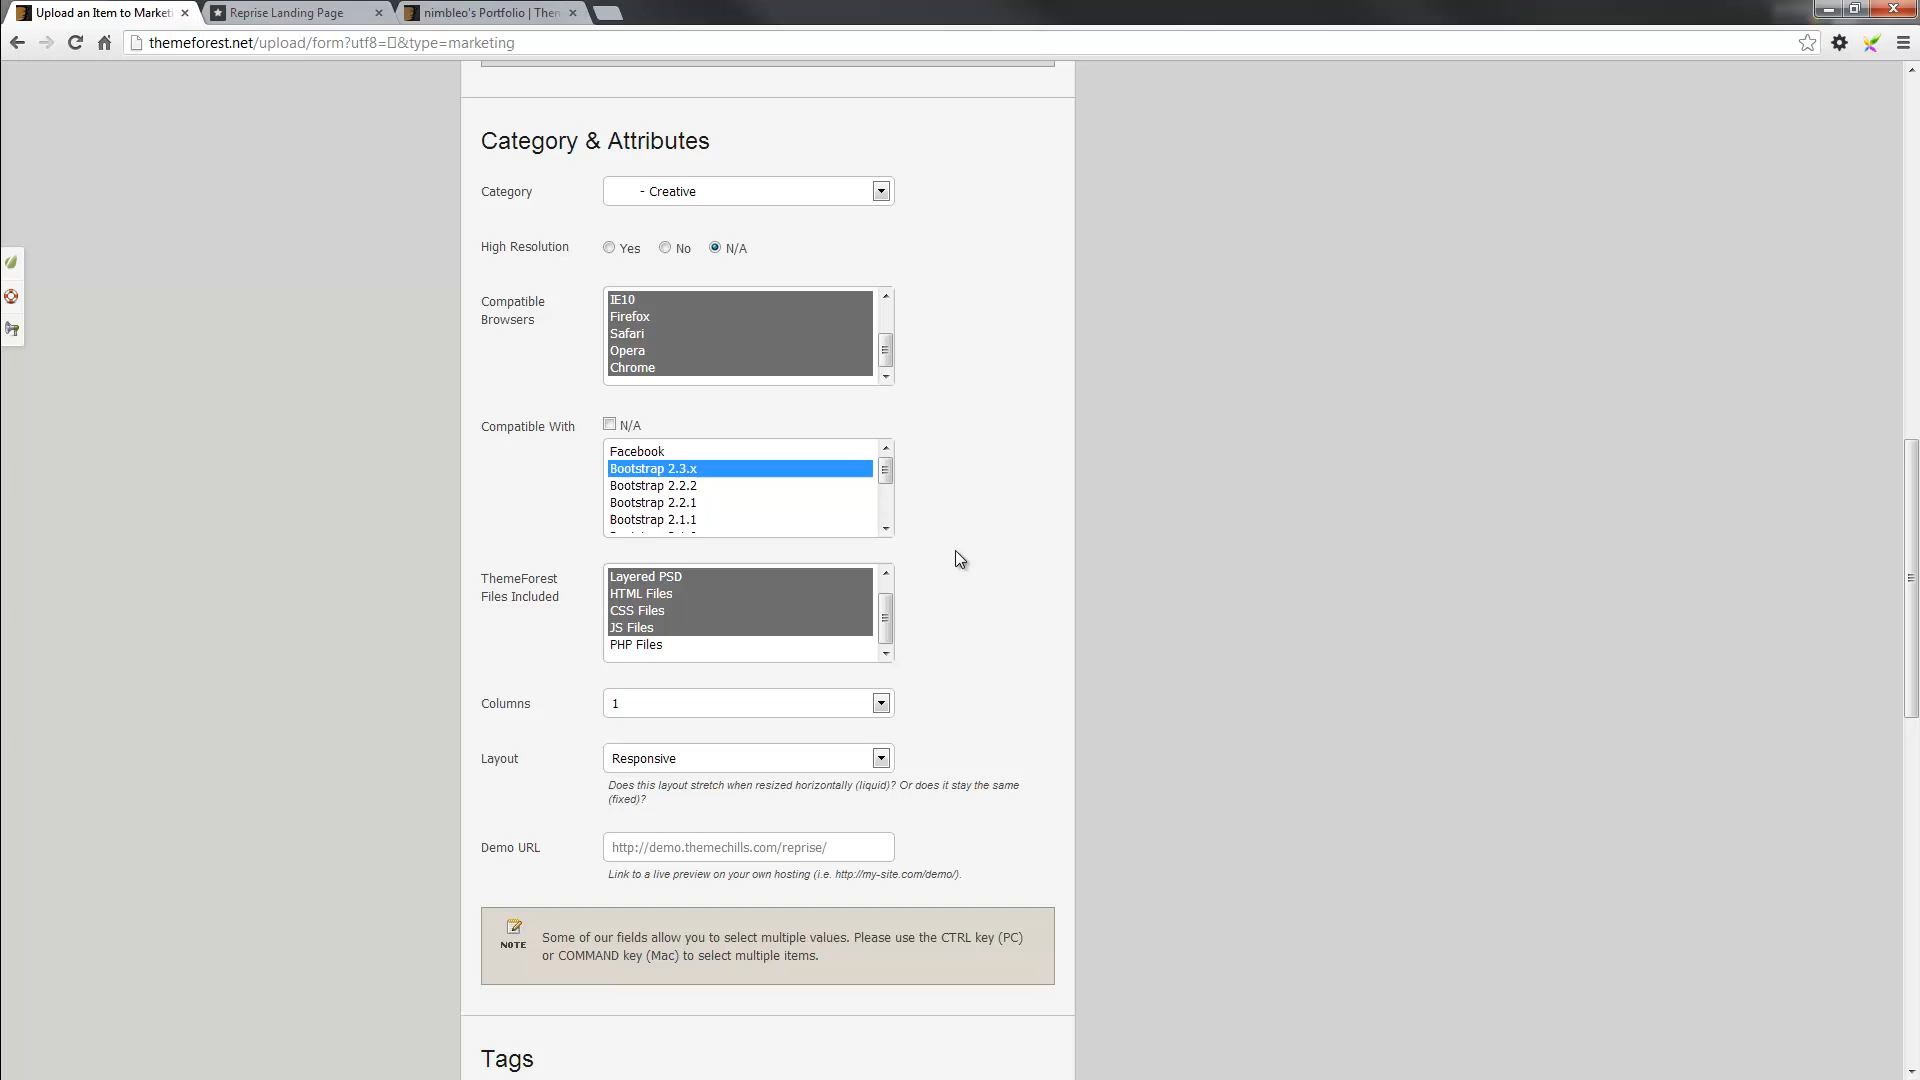 Upload an Item to Marketi
Reprise Landing Page
nimbleo's Portfolio | Then
themeforest.net/upload/form?utf8=&type=marketing
Category & Attributes
Category
- Creative
High Resolution
Yes
No
N/A
Compatible
Browsers
IE10
Firefox
Safari
Opera
Chrome
Compatible With
N/A
Facebook
Bootstrap 2.3.x
Bootstrap 2.2.2
Bootstrap 2.2.1
Bootstrap 2.1.1
ThemeForest
Files Included
Layered PSD
HTML Files
CSS Files
JS Files
PHP Files
Columns
1
Layout
Responsive
Does this layout stretch when resized horizontally (liquid)? Or does it stay the same
(fixed)?
Demo URL
http://demo.themechills.com/reprise/
Link to a live preview on your own hosting (i.e. http://my-site.com/demo/).
NOTE
Some of our fields allow you to select multiple values. Please use the CTRL key (PC)
or COMMAND key (Mac) to select multiple items.
Tags